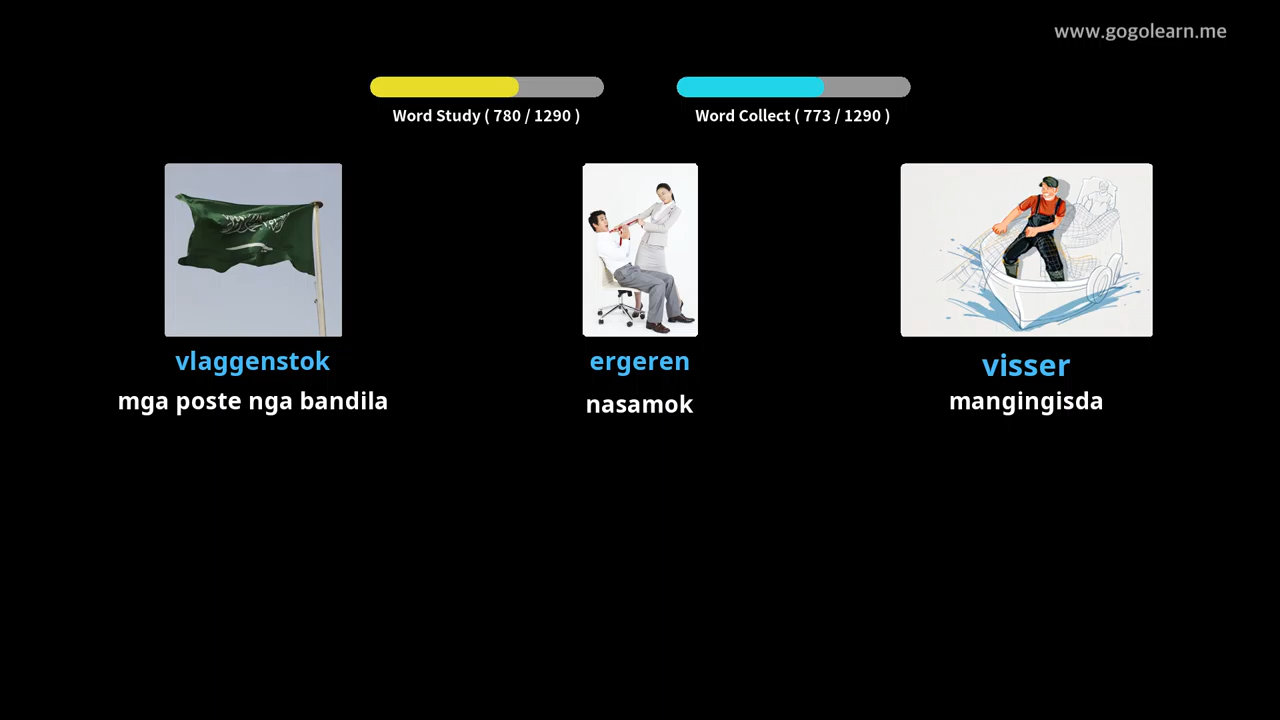 www.gogolearn.me
Word Study ( 780 / 1290 )
Word Collect ( 773 / 1290 )
vlaggenstok
mga poste nga bandila
ergeren
nasamok
visser
mangingisda